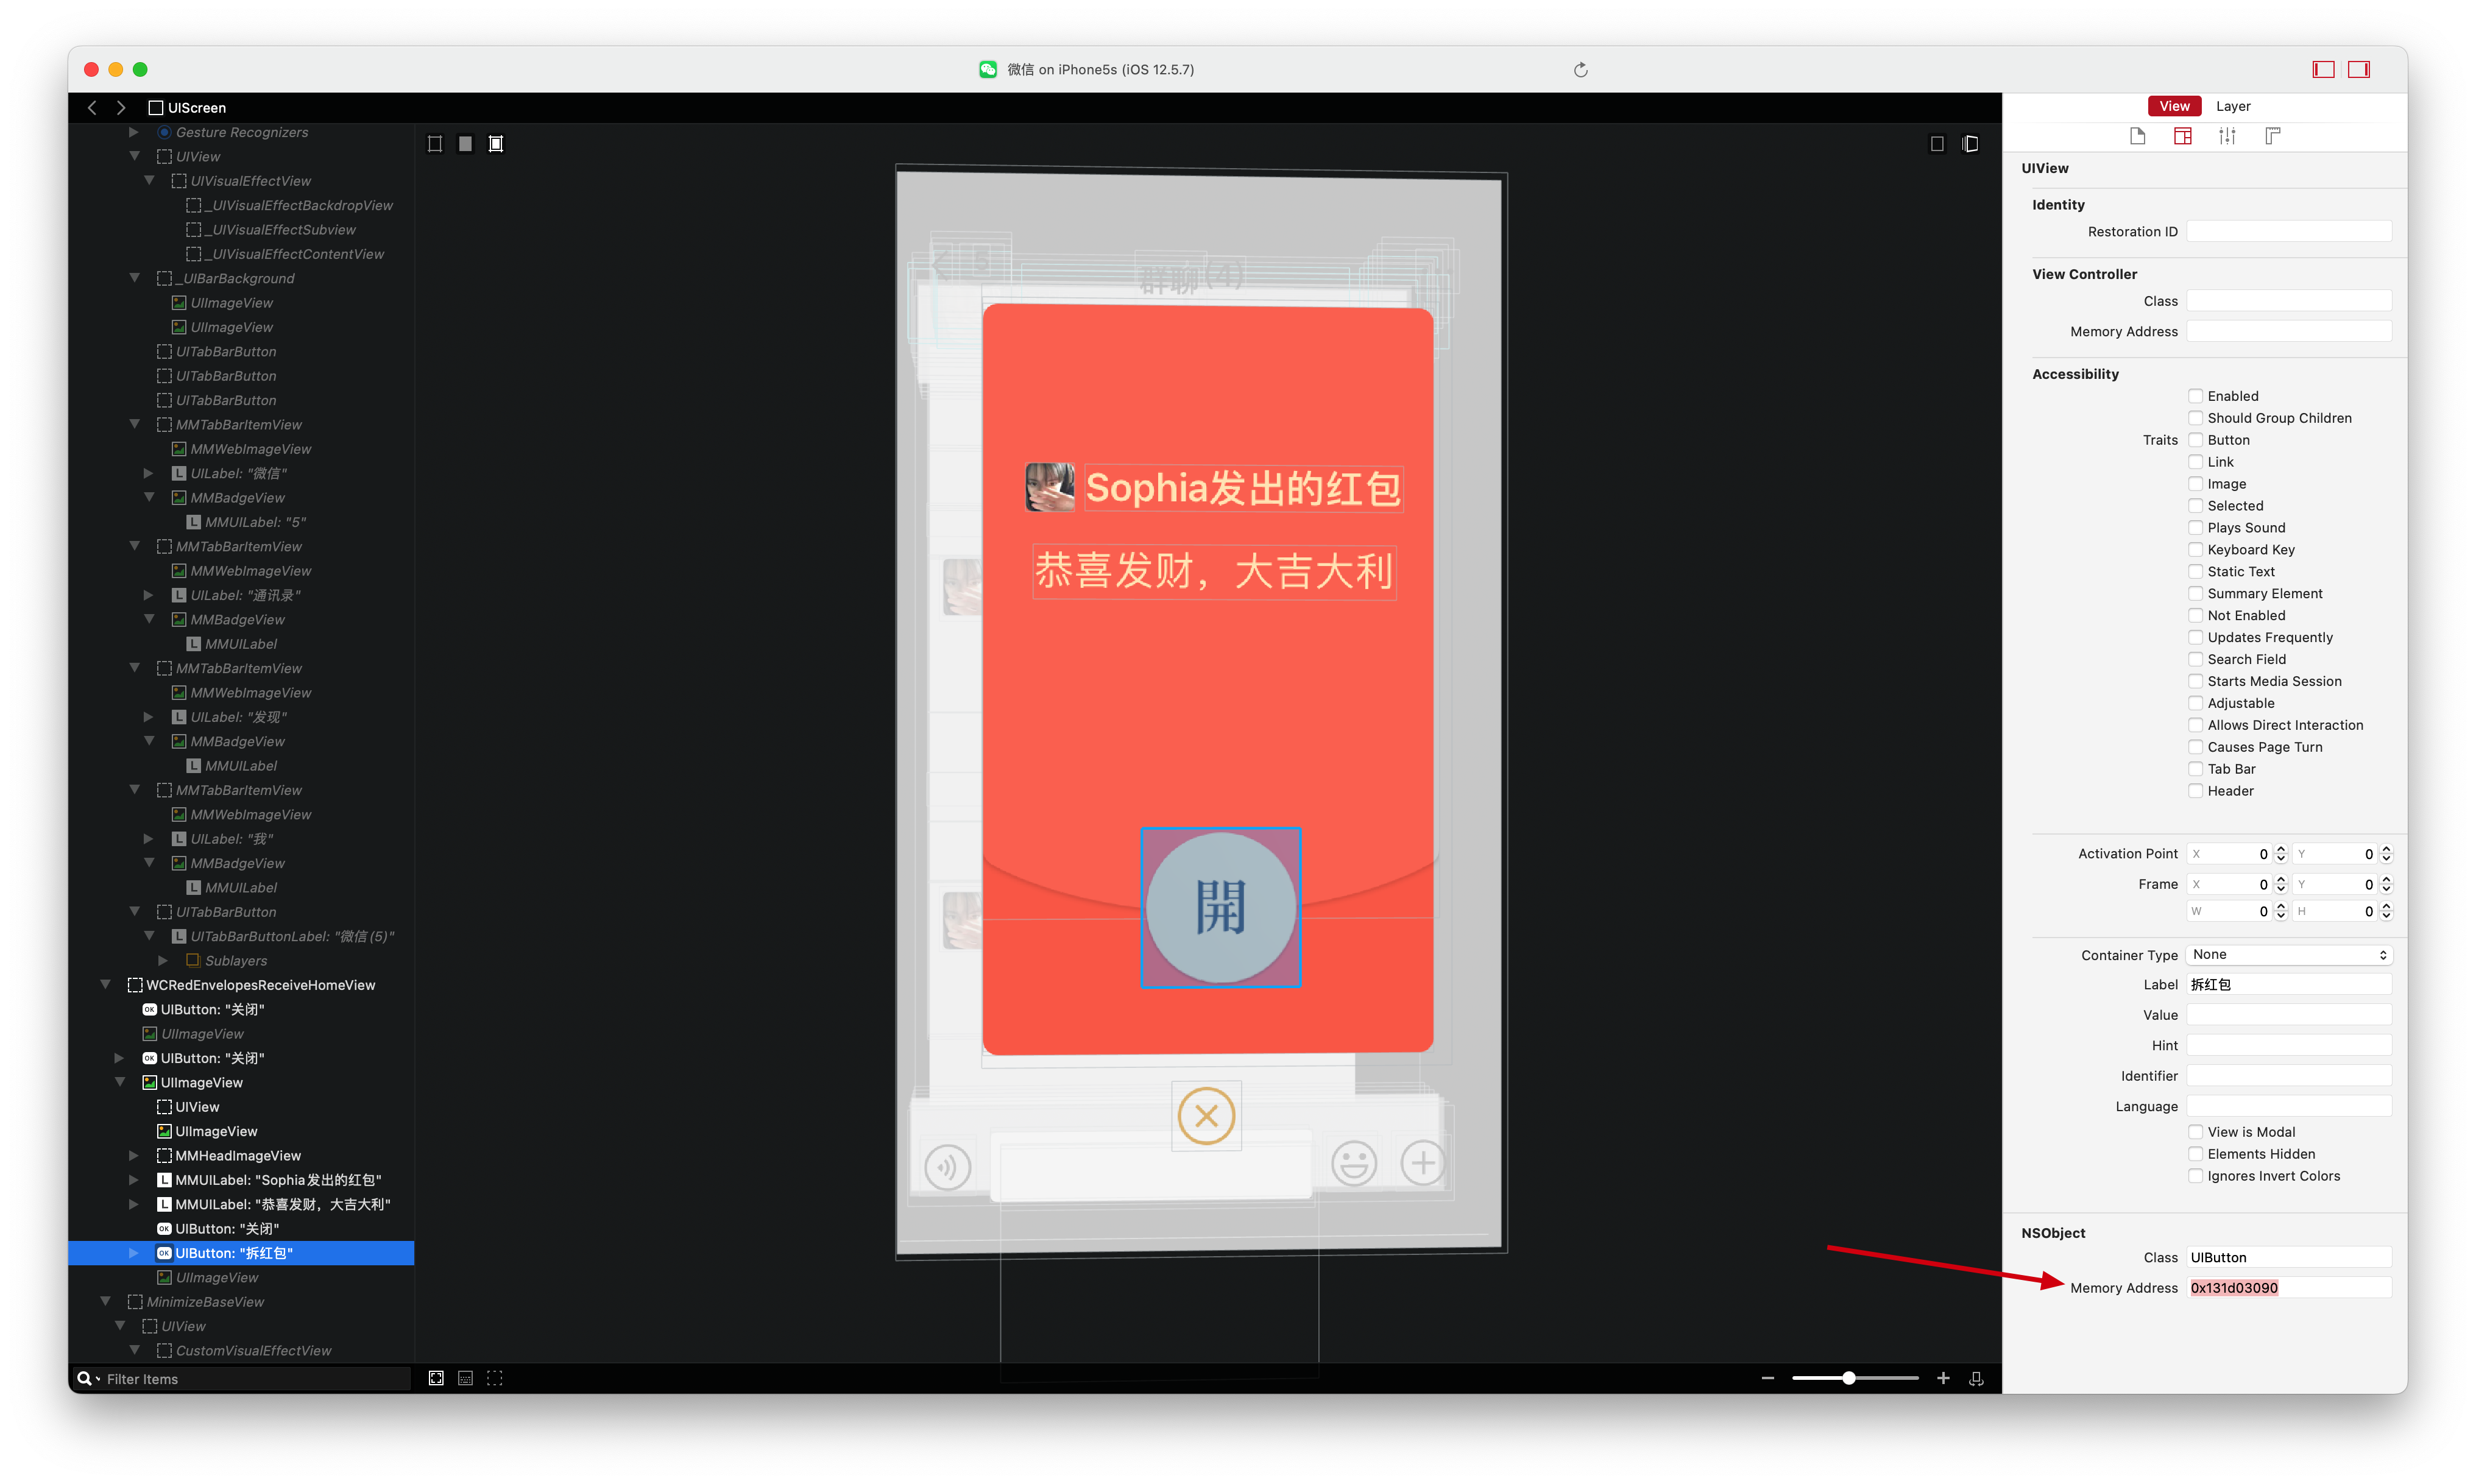 微信 on iPhone5s (iOS 12.5.7)
UIScreen
Gesture Recognizers
UIView
UIVisualEffectView
_UIVisualEffectBackdropView
_UIVisualEffectSubview
_UIVisualEffectContentView
_UIBarBackground
UIImageView
UIImageView
UITabBarButton
UITabBarButton
UITabBarButton
MMTabBarItemView
MMWebImageView
L UILabel: "微信"
MMBadgeView
L MMUILabel: "5"
MMTabBarItemView
MMWebImageView
L UILabel: "通讯录"
MMBadgeView
L MMUILabel
MMTabBarItemView
MMWebImageView
L UILabel: "发现"
MMBadgeView
L MMUILabel
MMTabBarItemView
MMWebImageView
L UILabel: "我"
MMBadgeView
L MMUILabel
UITabBarButton
L UITabBarButtonLabel: "微信(5)"
Sublayers
WCRedEnvelopesReceiveHomeView
OK UIButton: "关闭"
UIImageView
OK UIButton: "关闭"
UIImageView
UIView
UIImageView
MMHeadImageView
L MMUILabel: "Sophia发出的红包"
L MMUILabel: "恭喜发财，大吉大利"
OK UIButton: "关闭"
OK UIButton: "拆红包"
UIImageView
MinimizeBaseView
UIView
CustomVisualEffectView
Filter Items
5
群聊(4)
Sophia发出的红包
恭喜发财，大吉大利
開
View Layer
UIView
Identity
Restoration ID
View Controller
Class
Memory Address
Accessibility
Enabled
Should Group Children
Traits Button
Link
Image
Selected
Plays Sound
Keyboard Key
Static Text
Summary Element
Not Enabled
Updates Frequently
Search Field
Starts Media Session
Adjustable
Allows Direct Interaction
Causes Page Turn
Tab Bar
Header
Activation Point X 0 Y 0
Frame X 0 Y 0
W 0 H 0
Container Type None
Label 拆红包
Value
Hint
Identifier
Language
View is Modal
Elements Hidden
Ignores Invert Colors
NSObject
Class UIButton
Memory Address 0x131d03090